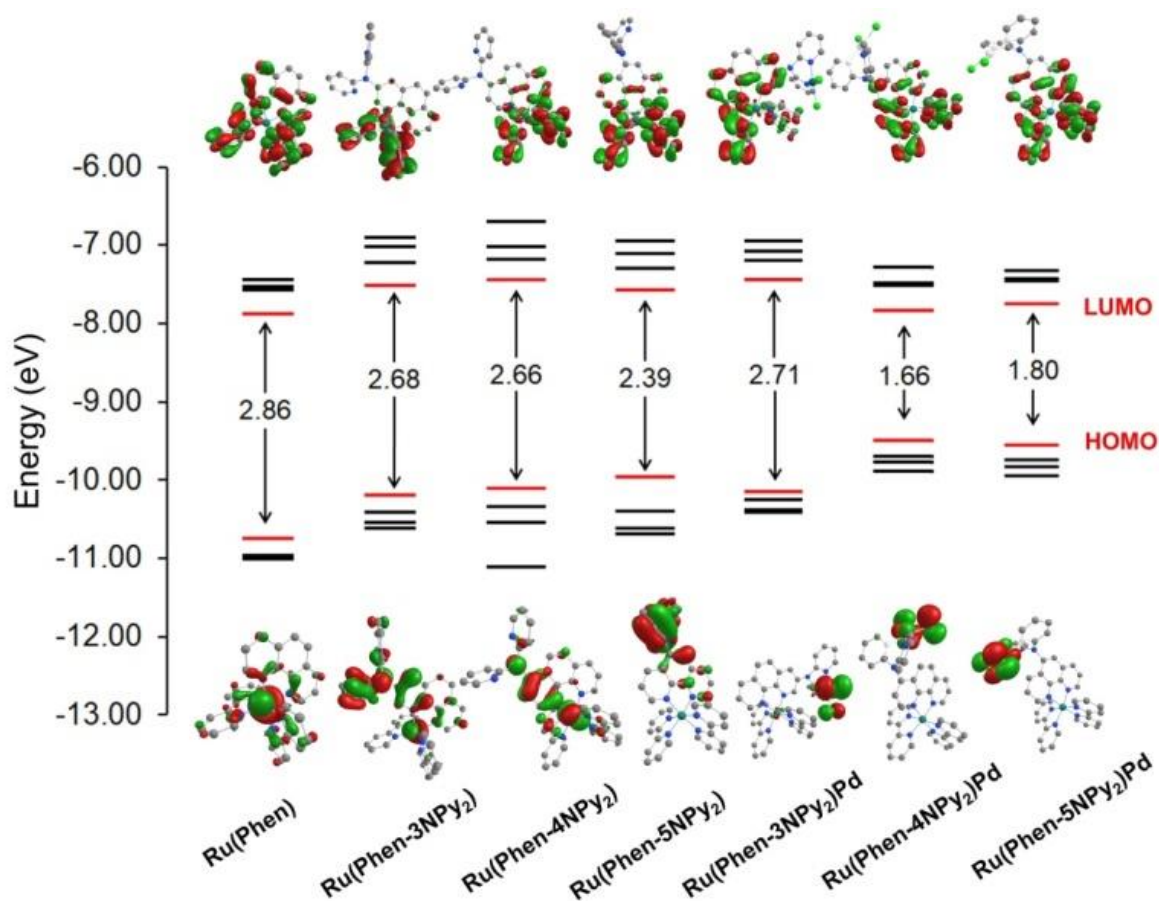 -6.00
-7.00
-8.00
-9.00
-10.00
-11.00
-12.00
-13.00
Energy (eV)
2.86
2.68
2.66
2.39
2.71
1.66
1.80
LUMO
HOMO
Ru(Phen)
Ru(Phen-3NPy₂)
Ru(Phen-4NPy₂)
Ru(Phen-5NPy₂)
Ru(Phen-3NPy₂)Pd
Ru(Phen-4NPy₂)Pd
Ru(Phen-5NPy₂)Pd